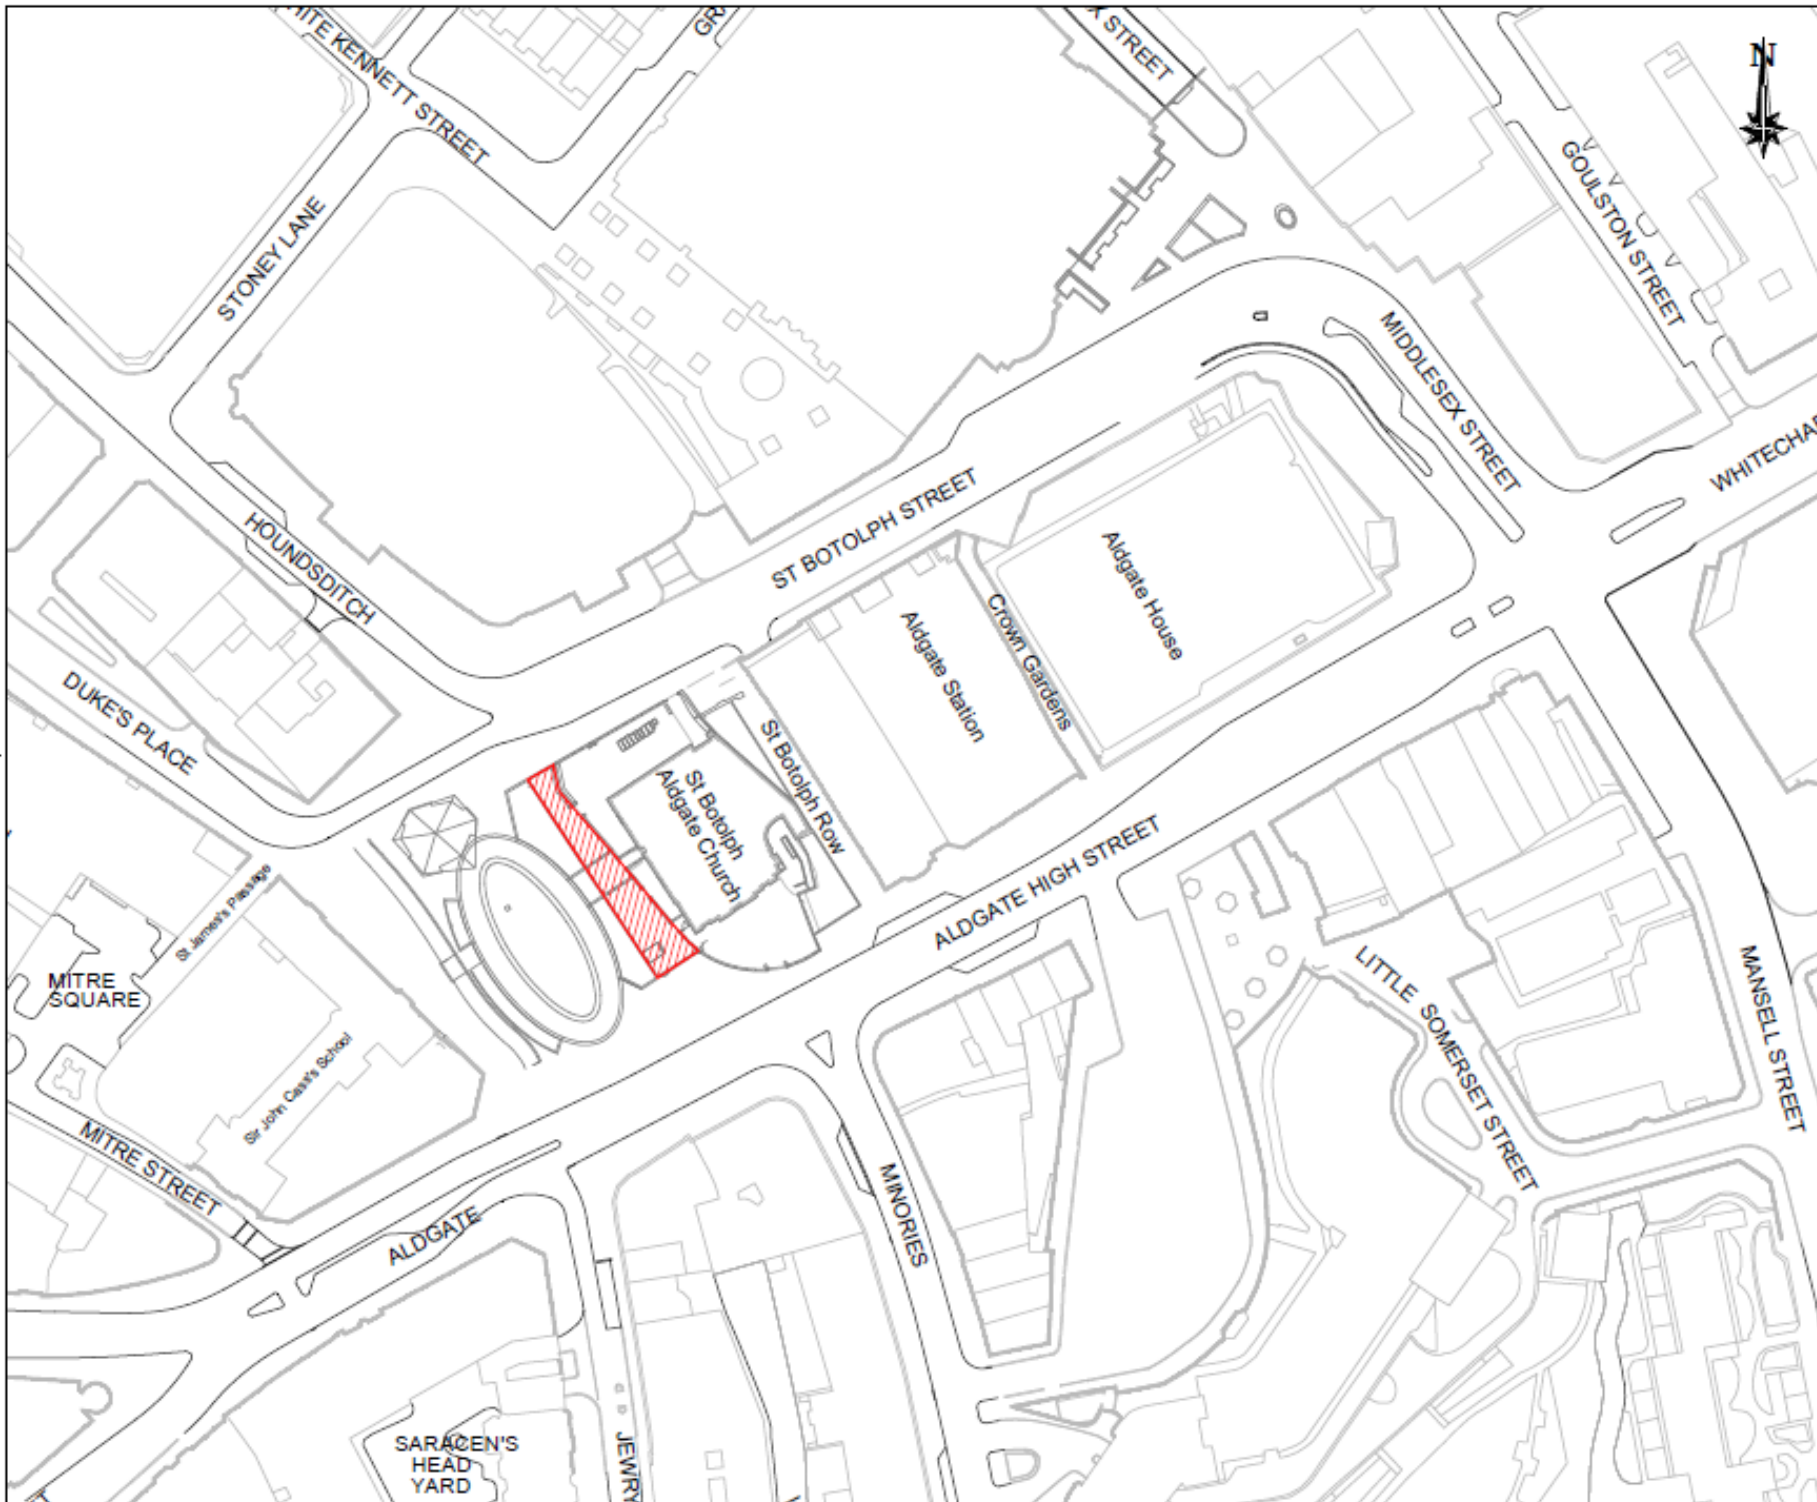 HITE KENNETT STREET
GR
X STREET
N
GOULSTON STREET
STONEY LANE
MIDDLESEX STREET
WHITECHA
HOUNDSDITCH
ST BOTOLPH STREET
Aldgate House
Crown Gardens
Aldgate Station
DUKE'S PLACE
St Botolph Row
St Botolph
Aldgate Church
ALDGATE HIGH STREET
St James's Passage
MITRE
SQUARE
LITTLE SOMERSET STREET
MANSELL STREET
Sir John Cass's School
MITRE STREET
MINORIES
ALDGATE
SARACEN'S
HEAD
YARD
JEWRY